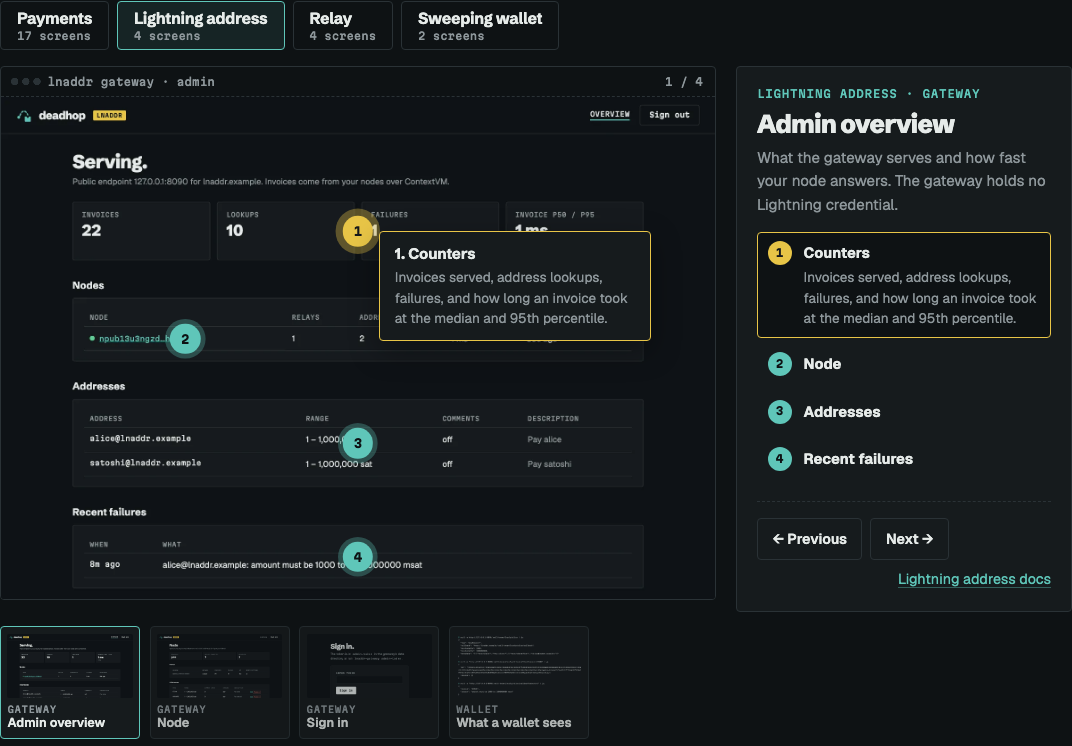 Payments
17 screens
Lightning address
4 screens
Relay
4 screens
Sweeping wallet
2 screens
lnaddr gateway · admin
1 / 4
deadhop LNADDR
OVERVIEW
Sign out
Serving.
Public endpoint 127.0.0.1:8090 for lnaddr.example. Invoices come from your nodes over ContextVM.
INVOICES
22
LOOKUPS
10
FAILURES
1
INVOICE P50 / P95
1 ms
1
1. Counters
Invoices served, address lookups,
failures, and how long an invoice took
at the median and 95th percentile.
Nodes
NODE RELAYS
npub13u3ngzd 1 2
2
Addresses
ADDRESS RANGE COMMENTS DESCRIPTION
alice@lnaddr.example 1 – 1,000, off Pay alice
3
satoshi@lnaddr.example 1 – 1,000,000 sat off Pay satoshi
Recent failures
WHEN WHAT
8m ago alice@lnaddr.example: amount must be 1000 to 000000 msat
4
LIGHTNING ADDRESS · GATEWAY
Admin overview
What the gateway serves and how fast
your node answers. The gateway holds no
Lightning credential.
1 Counters
Invoices served, address lookups,
failures, and how long an invoice took
at the median and 95th percentile.
2 Node
3 Addresses
4 Recent failures
← Previous
Next →
Lightning address docs
Serving.
GATEWAY
Admin overview
Node
GATEWAY
Node
Sign in.
GATEWAY
Sign in
WALLET
What a wallet sees